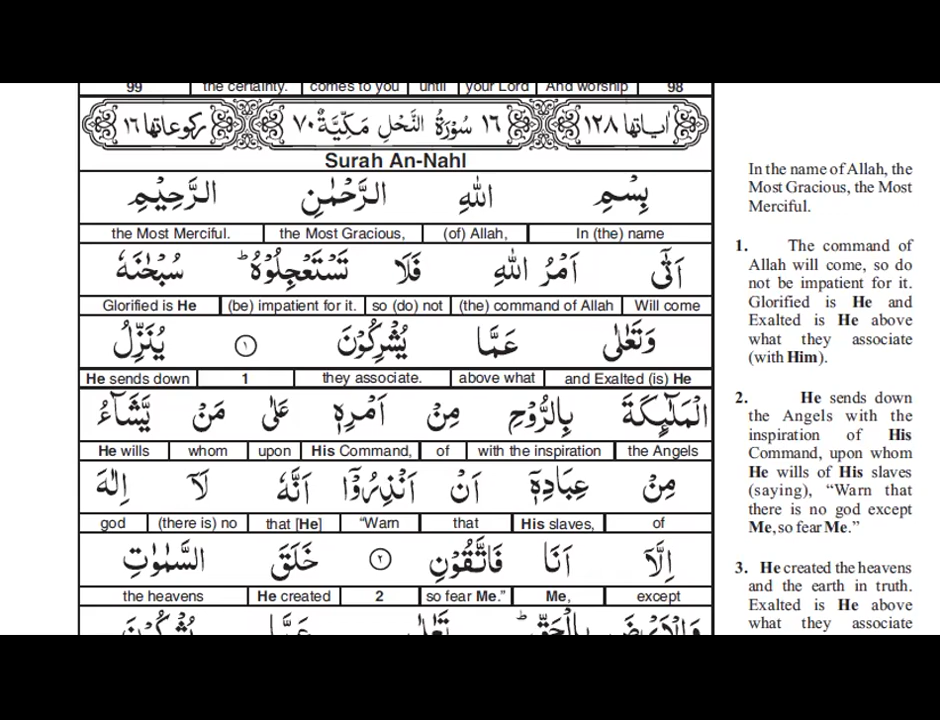 98 And worship your Lord until comes to you the certainty. 99
اٰیاتها ١٢٨ ١٦ سُوْرَةُ النَّحْلِ مَكِّيَّةٌ ٧٠ ركوعاتها ١٦
Surah An-Nahl
بِسْمِ اللّٰهِ الرَّحْمٰنِ الرَّحِيْمِ
In (the) name (of) Allah, the Most Gracious, the Most Merciful.
اَتٰٓى اَمْرُ اللّٰهِ فَلَا تَسْتَعْجِلُوْهُ ؕ سُبْحٰنَهٗ
Will come (the) command of Allah so (do) not (be) impatient for it. Glorified is He
وَتَعٰلٰى عَمَّا يُشْرِكُوْنَ ١ يُنَزِّلُ
and Exalted (is) He above what they associate. 1 He sends down
الْمَلٰٓئِكَةَ بِالرُّوْحِ مِنْ اَمْرِهٖ عَلٰى مَنْ يَّشَآءُ
the Angels with the inspiration of His Command, upon whom He wills
مِنْ عِبَادِهٖۤ اَنْ اَنْذِرُوْۤا اَنَّهٗ لَاۤ اِلٰهَ
of His slaves, that “Warn that [He] (there is) no god
اِلَّاۤ اَنَا فَاتَّقُوْنِ ٢ خَلَقَ السَّمٰوٰتِ
except Me, so fear Me.” 2 He created the heavens
وَالْاَرْضَ بِالْحَقِّ ؕ تَعٰلٰى عَمَّا يُشْرِكُوْنَ
In the name of Allah, the
Most Gracious, the Most
Merciful.
1. The command of
Allah will come, so do
not be impatient for it.
Glorified is He and
Exalted is He above
what they associate
(with Him).
2. He sends down
the Angels with the
inspiration of His
Command, upon whom
He wills of His slaves
(saying), “Warn that
there is no god except
Me, so fear Me.”
3. He created the heavens
and the earth in truth.
Exalted is He above
what they associate